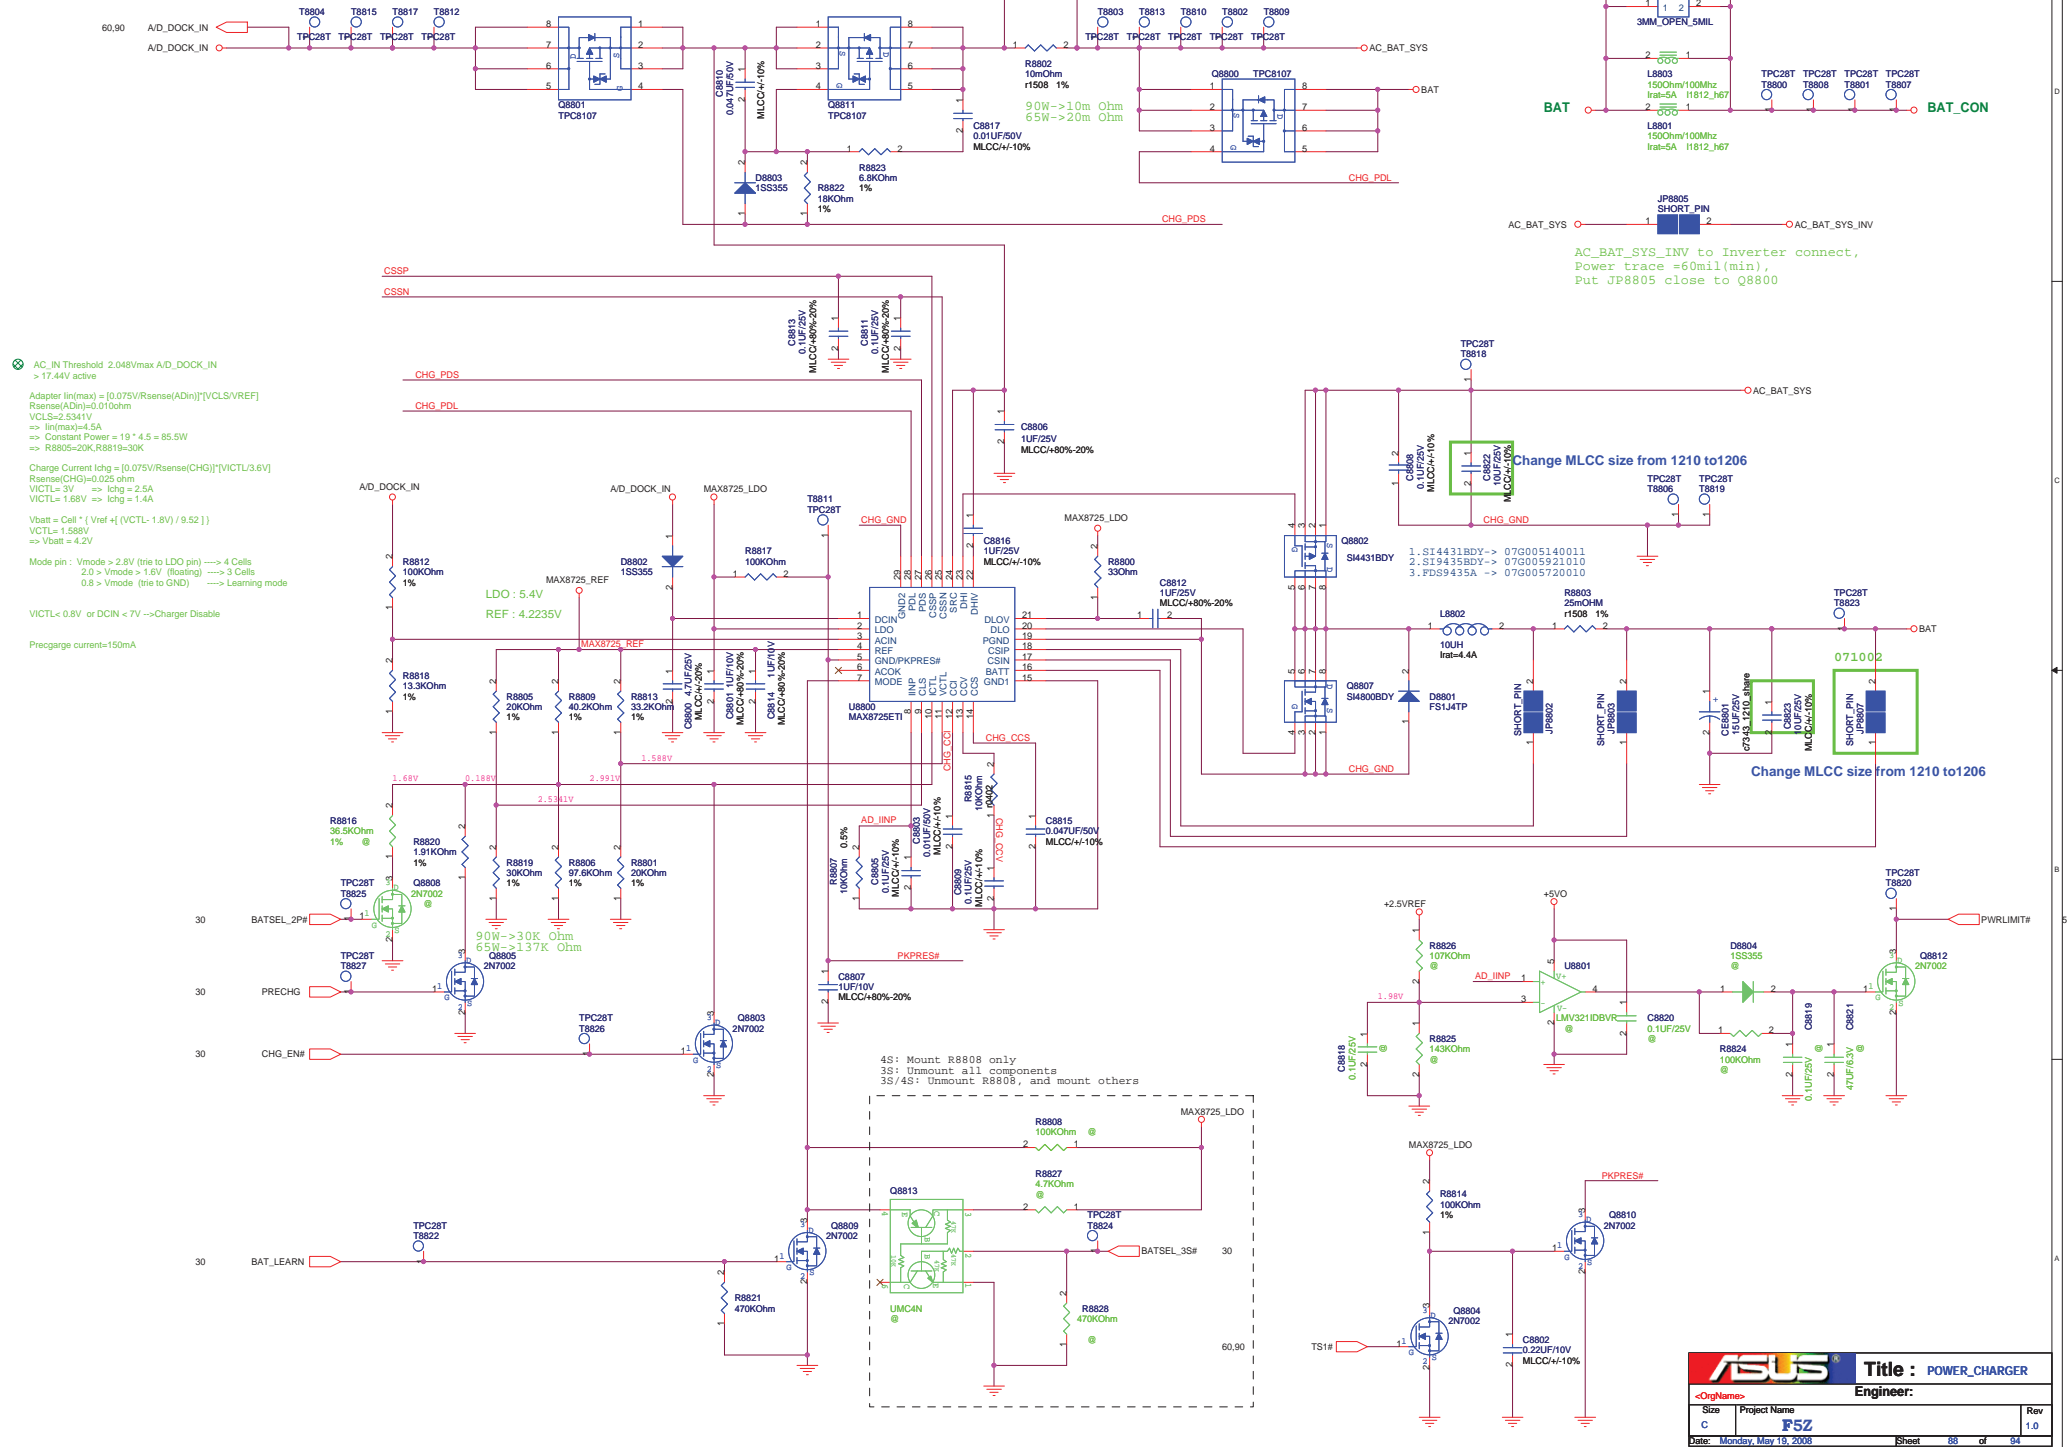 60,90
A/D_DOCK_IN
A/D_DOCK_IN
T8804
TPC28T
T8815
TPC28T
T8817
TPC28T
T8812
TPC28T
Q8801
TPC8107
C8810
0.047UF/50V
MLCC/+/-10%
Q8811
TPC8107
D8803
1SS355
R8822
18KOhm
1%
R8823
6.8KOhm
1%
C8817
0.01UF/50V
MLCC/+/-10%
R8802
10mOhm
r1508 1%
90W->10m Ohm
65W->20m Ohm
T8803
TPC28T
T8813
TPC28T
T8810
TPC28T
T8802
TPC28T
T8809
TPC28T
AC_BAT_SYS
Q8800 TPC8107
BAT
CHG_PDL
CHG_PDS
3MM_OPEN_5MIL
L8803
150Ohm/100Mhz
Irat=5A l1812_h67
BAT
L8801
150Ohm/100Mhz
Irat=5A l1812_h67
TPC28T
T8800
TPC28T
T8808
TPC28T
T8801
TPC28T
T8807
BAT_CON
JP8805
SHORT_PIN
AC_BAT_SYS
AC_BAT_SYS_INV
AC_BAT_SYS_INV to Inverter connect,
Power trace =60mil(min),
Put JP8805 close to Q8800
CSSP
CSSN
C8813
0.1UF/25V
MLCC/+80%-20%
C8811
0.1UF/25V
MLCC/+80%-20%
CHG_PDS
CHG_PDL
C8806
1UF/25V
MLCC/+80%-20%
AC_IN Threshold 2.048Vmax A/D_DOCK_IN
> 17.44V active
Adapter Iin(max) = [0.075V/Rsense(ADin)]*[VCLS/VREF]
Rsense(ADin)=0.010ohm
VCLS=2.5341V
=> Iin(max)=4.5A
=> Constant Power = 19 * 4.5 = 85.5W
=> R8805=20K,R8819=30K
Charge Current Ichg = [0.075V/Rsense(CHG)]*[VICTL/3.6V]
Rsense(CHG)=0.025 ohm
VICTL= 3V => Ichg = 2.5A
VICTL= 1.68V => Ichg = 1.4A
Vbatt = Cell * { Vref +[ (VCTL- 1.8V) / 9.52 ] }
VCTL= 1.588V
=> Vbatt = 4.2V
Mode pin : Vmode > 2.8V (trie to LDO pin) ----> 4 Cells
2.0 > Vmode > 1.6V (floating) ----> 3 Cells
0.8 > Vmode (trie to GND) ----> Learning mode
VICTL< 0.8V or DCIN < 7V -->Charger Disable
Precgarge current=150mA
A/D_DOCK_IN
R8812
100KOhm
1%
R8818
13.3KOhm
1%
LDO : 5.4V
REF : 4.2235V
MAX8725_REF
MAX8725_REF
A/D_DOCK_IN
D8802
1SS355
MAX8725_LDO
R8817
100KOhm
T8811
TPC28T
CHG_GND
C8816
1UF/25V
MLCC/+/-10%
MAX8725_LDO
R8800
33Ohm
C8812
1UF/25V
MLCC/+80%-20%
DCIN
LDO
ACIN
REF
GND/PKPRES#
ACOK
MODE
GND2
PDL
PDS
CSSP
CSSN
SRC
DHI
DHIV
DLOV
DLO
PGND
CSIP
CSIN
BATT
GND1
IINP
CLS
ICTL
VCTL
CCI
CCV
CCS
U8800
MAX8725ETI
C8800 4.7UF/25V
MLCC/+/-20%
C8801 1UF/10V
MLCC/+80%-20%
C8814 1UF/10V
MLCC/+80%-20%
R8805
20KOhm
1%
R8809
40.2KOhm
1%
R8813
33.2KOhm
1%
1.68V
0.188V
2.991V
1.588V
2.5341V
CHG_CCI
CHG_CCS
R8816
36.5KOhm
1% @
R8820
1.91KOhm
1%
R8819
30KOhm
1%
R8806
97.6KOhm
1%
R8801
20KOhm
1%
90W->30K Ohm
65W->137K Ohm
AD_IINP
R8807
10KOhm 0.5%
C8805
0.1UF/25V
MLCC/+/-10%
C8803
0.01UF/50V
MLCC/+/-10%
R8815
10KOhm
r0402
CHG_CCV
C8809
0.1UF/25V
MLCC/+/-10%
C8815
0.047UF/50V
MLCC/+/-10%
TPC28T
T8818
AC_BAT_SYS
C8808
0.1UF/25V
MLCC/+/-10%
C8822
10UF/25V
MLCC/+/-10%
Change MLCC size from 1210 to1206
TPC28T
T8806
TPC28T
T8819
CHG_GND
Q8802
SI4431BDY
1.SI4431BDY-> 07G005140011
2.SI9435BDY-> 07G005921010
3.FDS9435A -> 07G005720010
L8802
10UH
Irat=4.4A
R8803
25mOHM
r1508 1%
TPC28T
T8823
BAT
Q8807
SI4800BDY
D8801
FS1J4TP
CHG_GND
SHORT_PIN
JP8802
SHORT_PIN
JP8803
CE8801
15UF/25V
c7343_1210_share
C8823
10UF/25V
MLCC/+/-10%
071002
SHORT_PIN
JP8807
Change MLCC size from 1210 to1206
30
BATSEL_2P#
TPC28T
T8825
Q8808
2N7002
@
30
PRECHG
TPC28T
T8827
Q8805
2N7002
30
CHG_EN#
TPC28T
T8826
Q8803
2N7002
PKPRES#
C8807
1UF/10V
MLCC/+80%-20%
+2.5VREF
R8826
107KOhm
@
1.98V
R8825
143KOhm
@
C8818
0.1UF/25V
@
AD_IINP
+5VO
U8801
LMV321IDBVR
@
C8820
0.1UF/25V
@
D8804
1SS355
@
R8824
100KOhm
@
C8819
0.1UF/25V
@
C8821
47UF/6.3V
@
TPC28T
T8820
PWRLIMIT#
Q8812
2N7002
4S: Mount R8808 only
3S: Unmount all components
3S/4S: Unmount R8808, and mount others
MAX8725_LDO
R8808
100KOhm @
R8827
4.7KOhm
@
Q8813
UMC4N
@
TPC28T
T8824
BATSEL_3S#
30
R8828
470KOhm
@
30
BAT_LEARN
TPC28T
T8822
Q8809
2N7002
R8821
470KOhm
MAX8725_LDO
R8814
100KOhm
1%
PKPRES#
Q8810
2N7002
60,90
TS1#
Q8804
2N7002
C8802
0.22UF/10V
MLCC/+/-10%
ASUS
Title : POWER_CHARGER
<OrgName>
Engineer:
Size
C
Project Name
F5Z
Rev
1.0
Date: Monday, May 19, 2008
Sheet 88 of 94
D
C
B
A